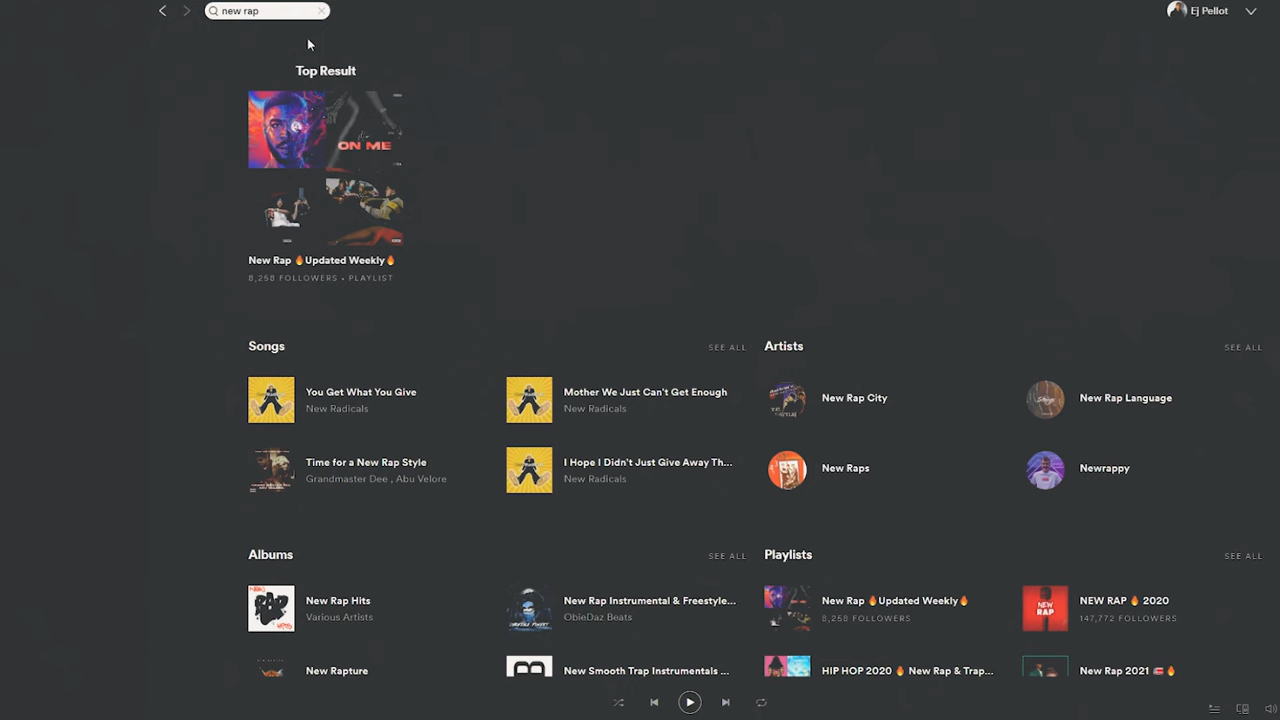 new rap
Ej Pellot
Top Result
ON ME
New Rap 🔥Updated Weekly🔥
8,258 FOLLOWERS • PLAYLIST
Songs
SEE ALL
You Get What You Give
New Radicals
Mother We Just Can't Get Enough
New Radicals
Time for a New Rap Style
Grandmaster Dee , Abu Velore
I Hope I Didn't Just Give Away Th...
New Radicals
Artists
SEE ALL
New Rap City
New Rap Language
New Raps
Newrappy
Albums
SEE ALL
RAP
New Rap Hits
Various Artists
New Rap Instrumental & Freestyle...
ObieDaz Beats
New Rapture
New Smooth Trap Instrumentals ...
Playlists
SEE ALL
New Rap 🔥Updated Weekly🔥
8,258 FOLLOWERS
NEW
RAP
NEW RAP 🔥 2020
147,772 FOLLOWERS
HIP HOP 2020 🔥 New Rap & Trap...
New Rap 2021 🆕🔥